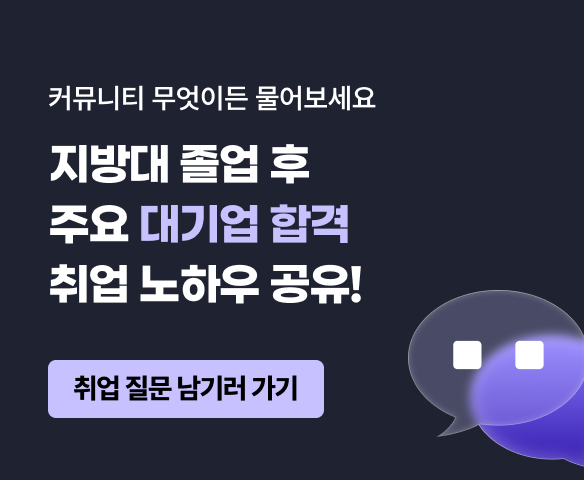 커뮤니티 무엇이든 물어보세요
지방대 졸업 후
주요 대기업 합격
취업 노하우 공유!
취업 질문 남기러 가기